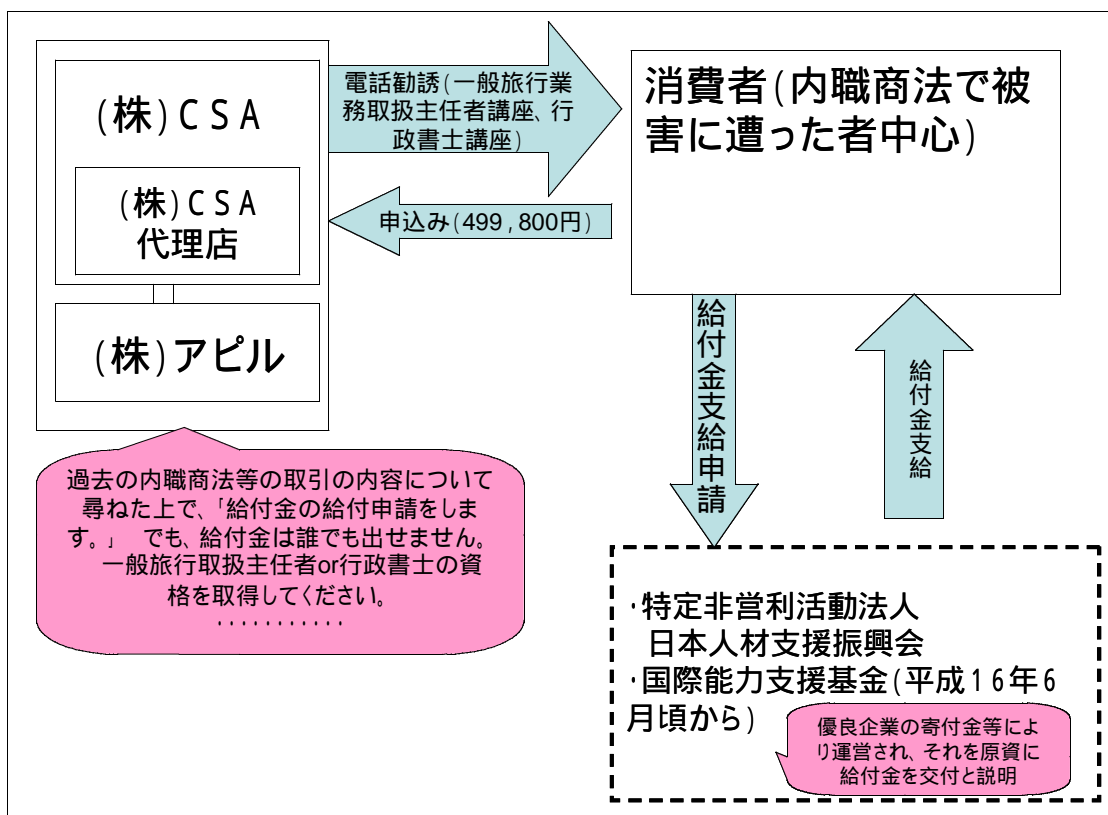 (株)CSA
(株)CSA
代理店
(株)アピル
電話勧誘(一般旅行業
務取扱主任者講座、行
政書士講座)
申込み(499,800円)
消費者(内職商法で被
害に遭った者中心)
給付金支給申請
給付金支給
過去の内職商法等の取引の内容について
尋ねた上で、「給付金の給付申請をしま
す。」 でも、給付金は誰でも出せません。
一般旅行取扱主任者or行政書士の資
格を取得してください。
・・・・・・・・・・・
・特定非営利活動法人
日本人材支援振興会
・国際能力支援基金(平成16年6
月頃から)
優良企業の寄付金等によ
り運営され、それを原資に
給付金を交付と説明